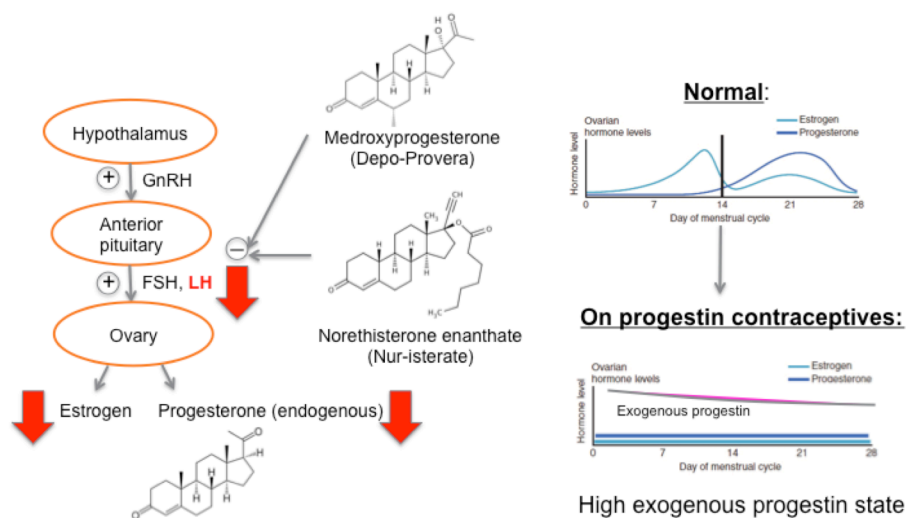 Hypothalamus
+
GnRH
Anterior
pituitary
+
FSH, LH
−
Ovary
Estrogen
Progesterone (endogenous)
O
H
H
H
H
O
OH
O
H
H
H
Medroxyprogesterone
(Depo-Provera)
CH₃
CH
O
O
H
H
H
H
O
H₃C
Norethisterone enanthate
(Nur-isterate)
Normal:
Ovarian
hormone levels
Estrogen
Progesterone
Hormone level
0
7
14
21
28
Day of menstrual cycle
On progestin contraceptives:
Ovarian
hormone levels
Estrogen
Progesterone
Hormone level
Exogenous progestin
0
7
14
21
28
Day of menstrual cycle
High exogenous progestin state